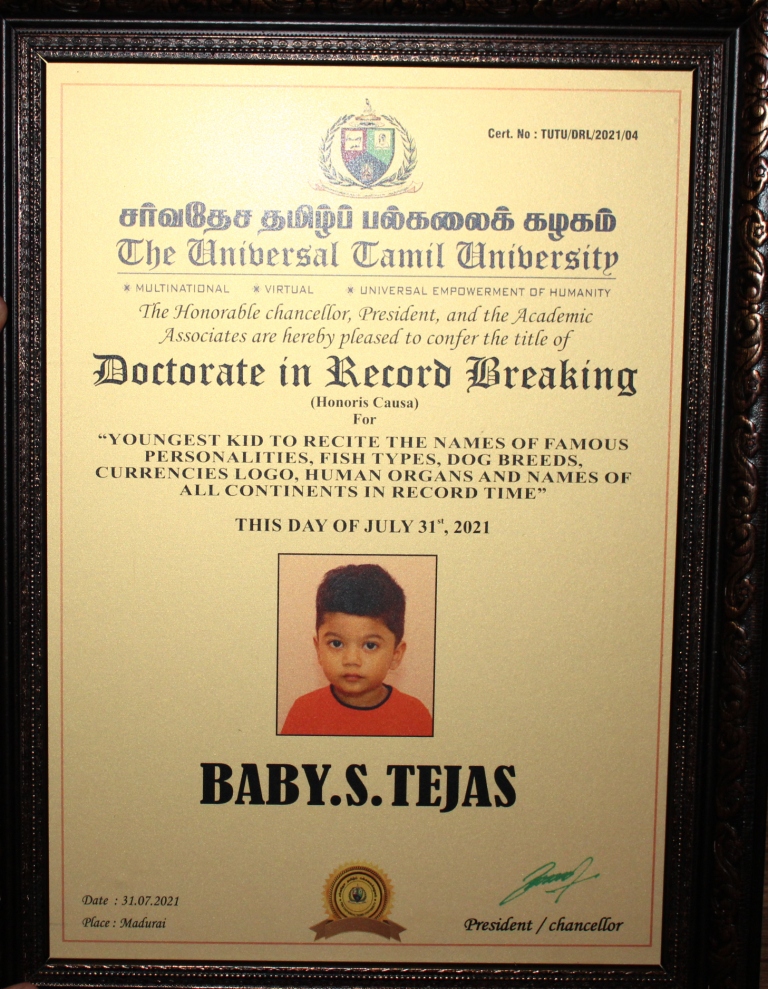 Cert. No : TUTU/DRL/2021/04
சர்வதேச தமிழ்ப் பல்கலைக் கழகம்
The Universal Tamil University
* MULTINATIONAL * VIRTUAL * UNIVERSAL EMPOWERMENT OF HUMANITY
The Honorable chancellor, President, and the Academic
Associates are hereby pleased to confer the title of
Doctorate in Record Breaking
(Honoris Causa)
For
“YOUNGEST KID TO RECITE THE NAMES OF FAMOUS
PERSONALITIES, FISH TYPES, DOG BREEDS,
CURRENCIES LOGO, HUMAN ORGANS AND NAMES OF
ALL CONTINENTS IN RECORD TIME”
THIS DAY OF JULY 31st, 2021
BABY.S.TEJAS
Date : 31.07.2021
Place : Madurai
President / chancellor